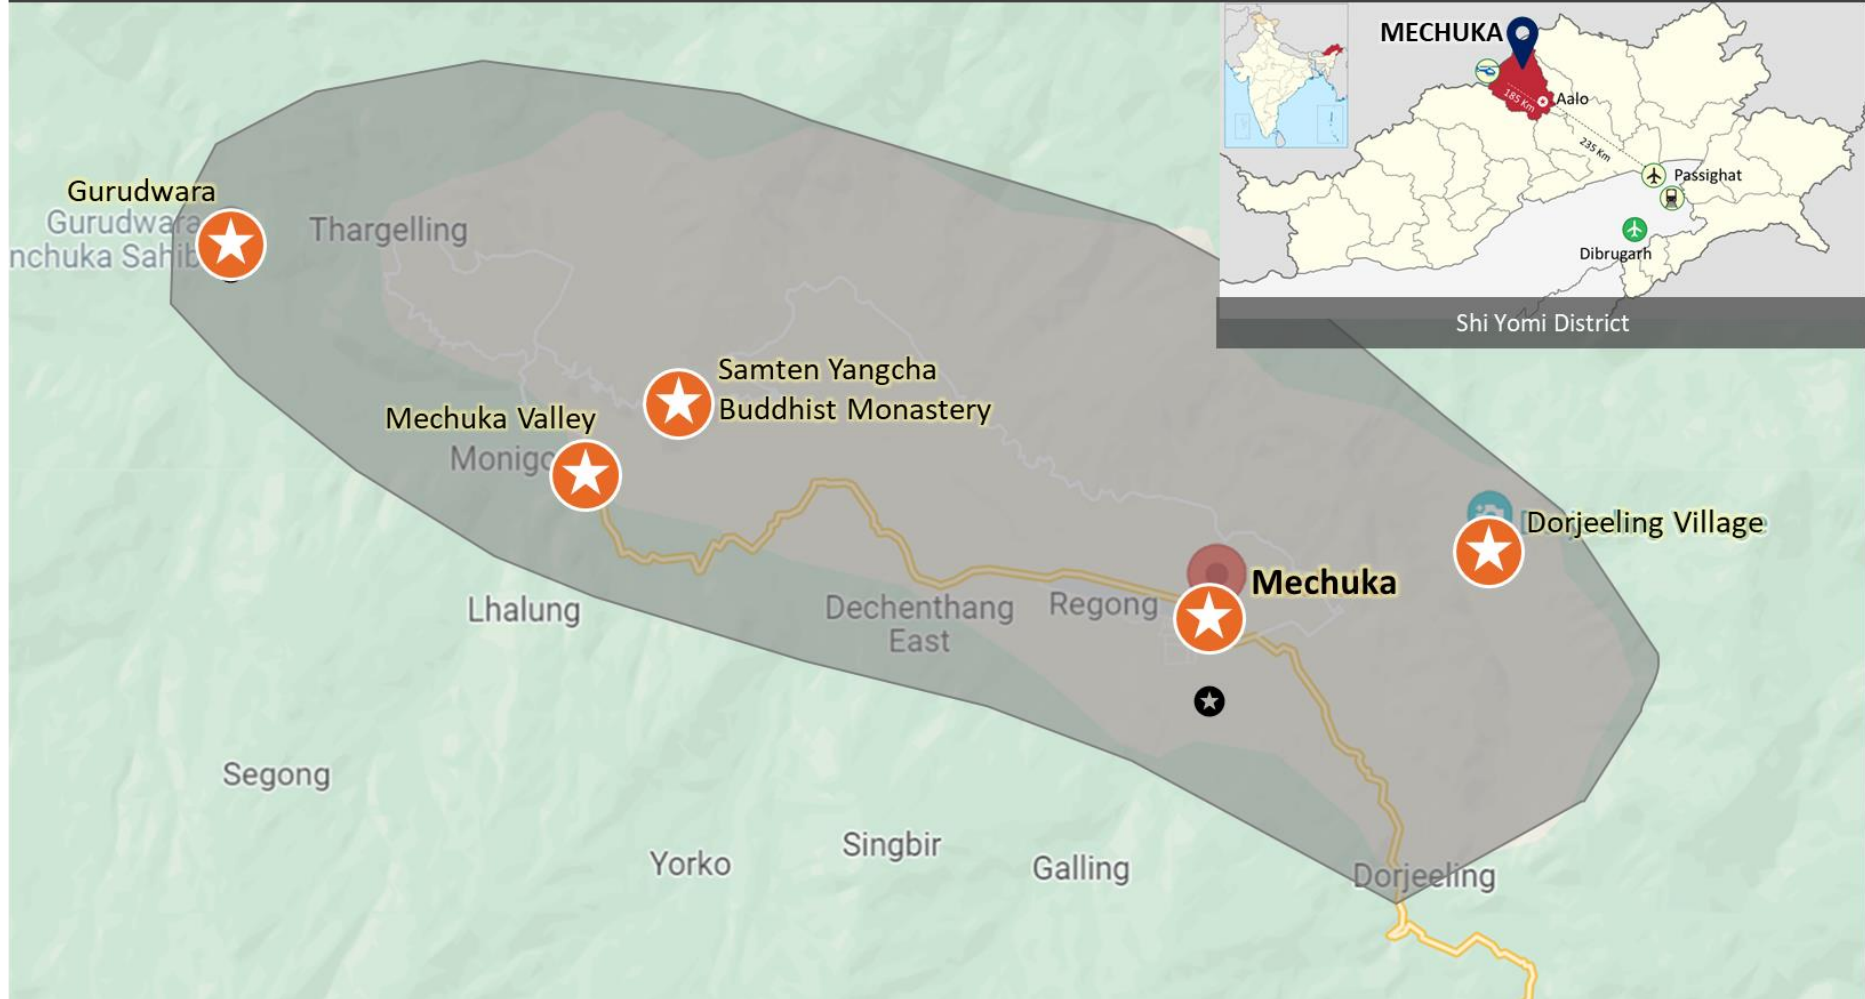 MECHUKA
185 Km
Aalo
235 Km
Passighat
Dibrugarh
Shi Yomi District
Gurudwara
Gurudwara
nchuka Sahib
Thargelling
Samten Yangcha
Buddhist Monastery
Mechuka Valley
Dorjeeling Village
Mechuka
Lhalung
Dechenthang
East
Regong
Segong
Yorko
Singbir
Galling
Dorjeeling